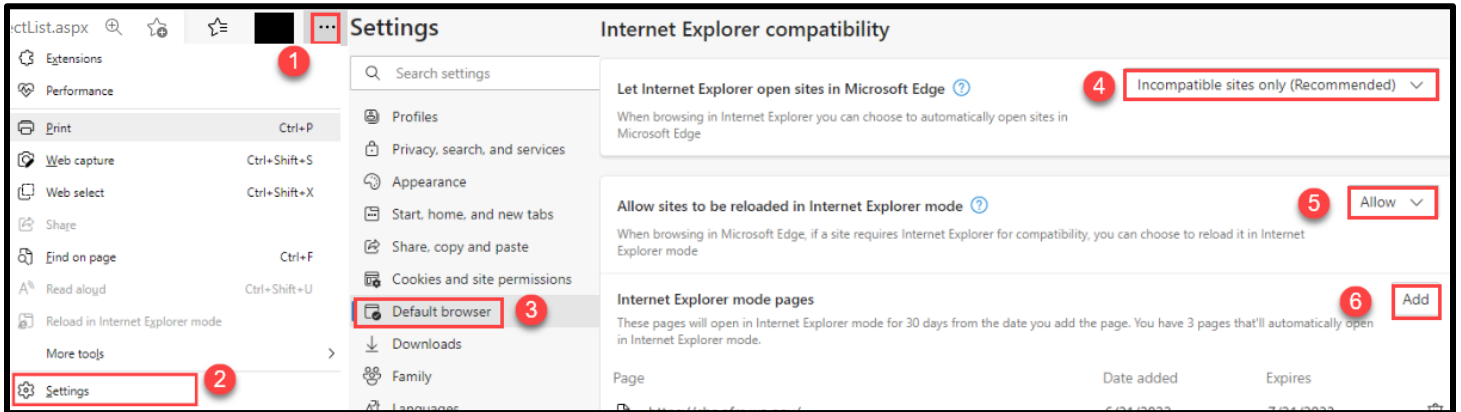 ectList.aspx
1
Extensions
Performance
Print Ctrl+P
Web capture Ctrl+Shift+S
Web select Ctrl+Shift+X
Share
Find on page Ctrl+F
Read aloud Ctrl+Shift+U
Reload in Internet Explorer mode
More tools
Settings 2
Settings
Search settings
Profiles
Privacy, search, and services
Appearance
Start, home, and new tabs
Share, copy and paste
Cookies and site permissions
Default browser 3
Downloads
Family
Languages
Internet Explorer compatibility
Let Internet Explorer open sites in Microsoft Edge ? 4 Incompatible sites only (Recommended)
When browsing in Internet Explorer you can choose to automatically open sites in
Microsoft Edge
Allow sites to be reloaded in Internet Explorer mode ? 5 Allow
When browsing in Microsoft Edge, if a site requires Internet Explorer for compatibility, you can choose to reload it in Internet
Explorer mode
Internet Explorer mode pages 6 Add
These pages will open in Internet Explorer mode for 30 days from the date you add the page. You have 3 pages that'll automatically open
in Internet Explorer mode.
Page Date added Expires